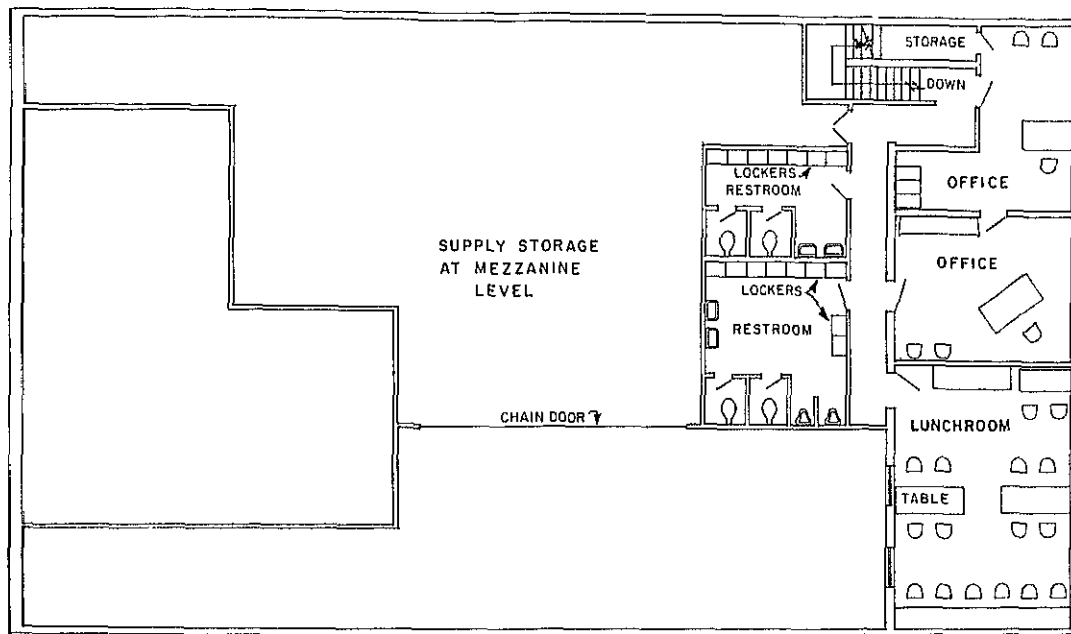 STORAGE
DOWN
LOCKERS
RESTROOM
OFFICE
SUPPLY STORAGE
AT MEZZANINE
LEVEL
OFFICE
LOCKERS
RESTROOM
CHAIN DOOR
LUNCHROOM
TABLE